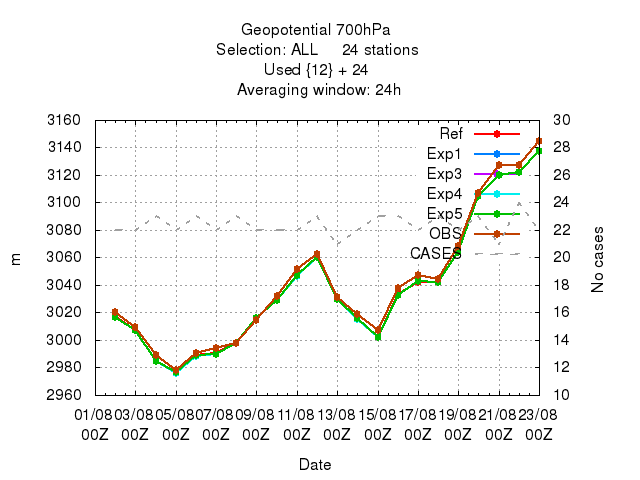 Geopotential 700hPa
Selection: ALL 24 stations
Used {12} + 24
Averaging window: 24h
3160
3140
3120
3100
3080
3060
3040
3020
3000
2980
2960
m
30
28
26
24
22
20
18
16
14
12
10
No cases
Ref
Exp1
Exp3
Exp4
Exp5
OBS
CASES
01/08 03/08 05/08 07/08 09/08 11/08 13/08 15/08 17/08 19/08 21/08 23/08
00Z 00Z 00Z 00Z 00Z 00Z 00Z 00Z 00Z 00Z 00Z 00Z
Date